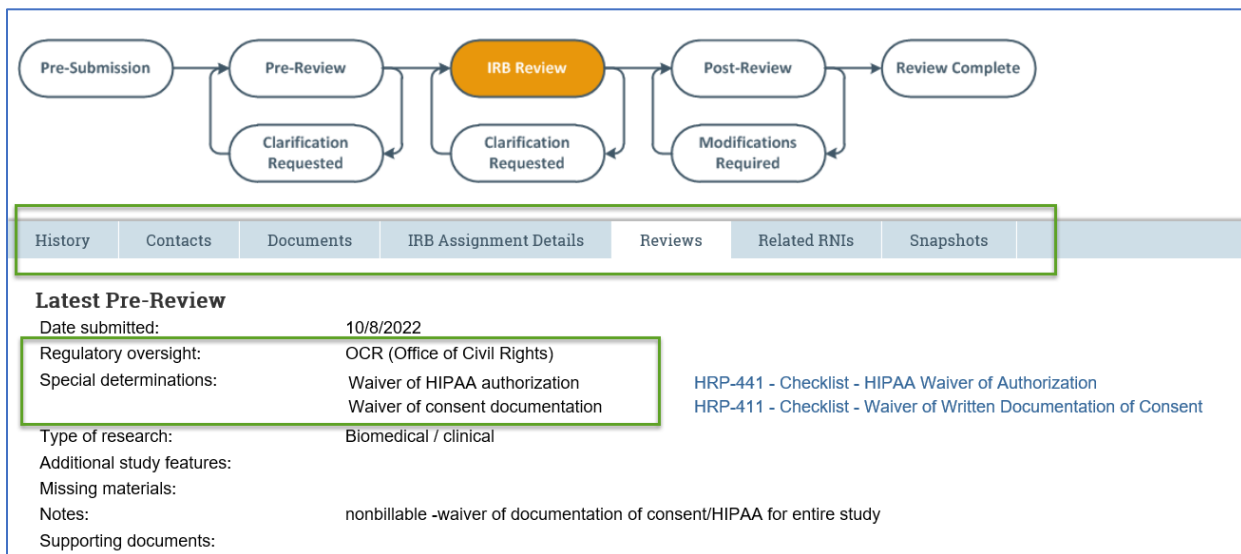 Pre-Submission
Pre-Review
IRB Review
Post-Review
Review Complete
Clarification
Requested
Clarification
Requested
Modifications
Required
History Contacts Documents IRB Assignment Details Reviews Related RNIs Snapshots
Latest Pre-Review
Date submitted: 10/8/2022
Regulatory oversight: OCR (Office of Civil Rights)
Special determinations: Waiver of HIPAA authorization HRP-441 - Checklist - HIPAA Waiver of Authorization
Waiver of consent documentation HRP-411 - Checklist - Waiver of Written Documentation of Consent
Type of research: Biomedical / clinical
Additional study features:
Missing materials:
Notes: nonbillable -waiver of documentation of consent/HIPAA for entire study
Supporting documents: